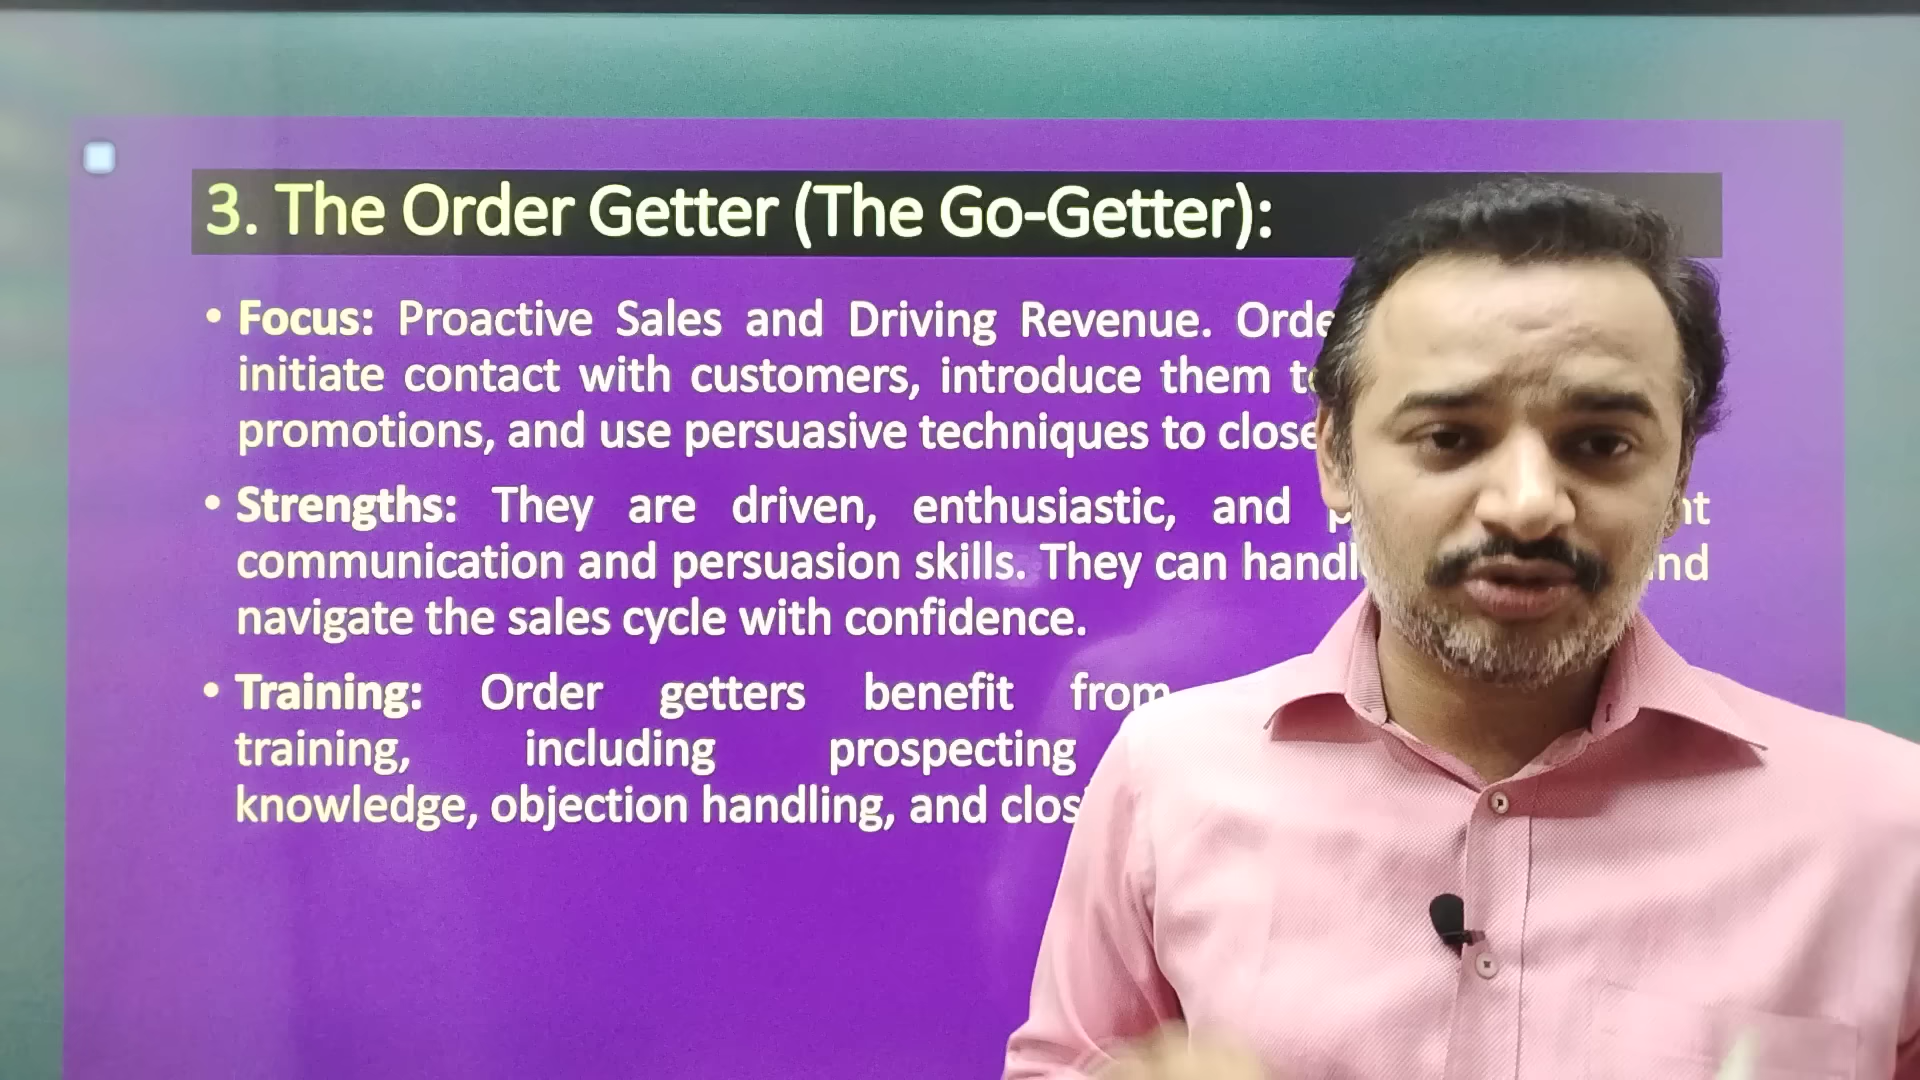 3. The Order Getter (The Go-Getter):
• Focus: Proactive Sales and Driving Revenue.
initiate contact with customers, introduce them
promotions, and use persuasive techniques to close
• Strengths: They are driven, enthusiastic, and
communication and persuasion skills. They can
navigate the sales cycle with confidence.
• Training: Order getters benefit from
training, including prospecting
knowledge, objection handling, and